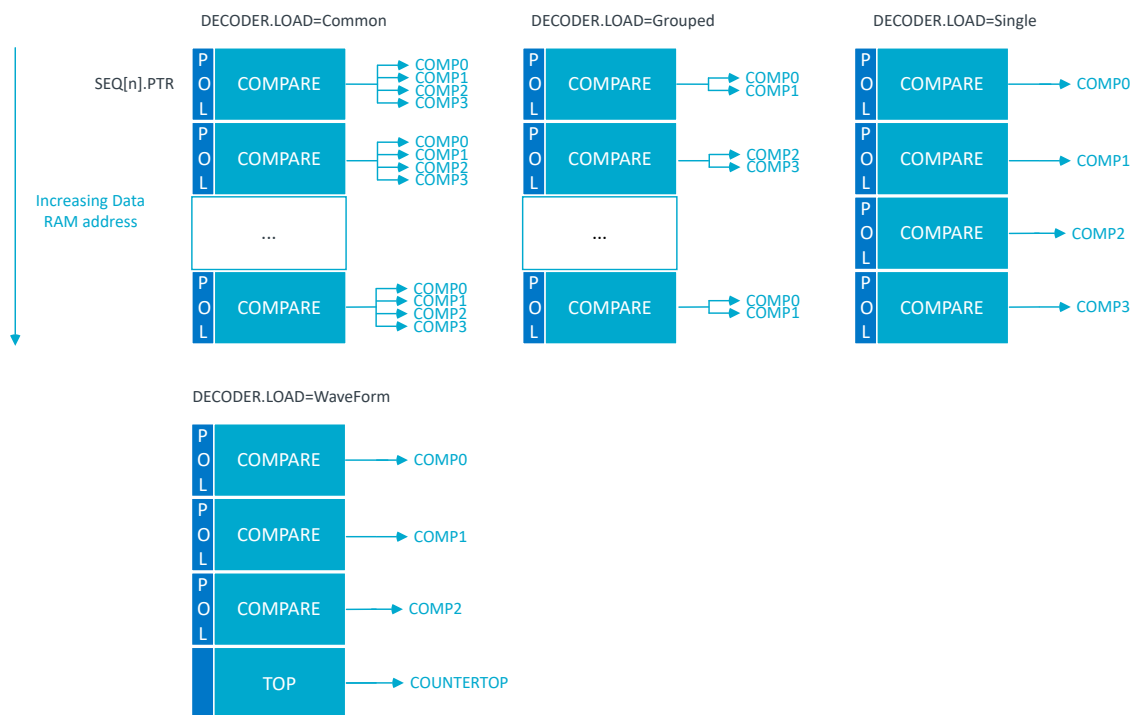 DECODER.LOAD=Common
SEQ[n].PTR
Increasing Data
RAM address
P
O
L
COMPARE
COMP0
COMP1
COMP2
COMP3
P
O
L
COMPARE
COMP0
COMP1
COMP2
COMP3
...
P
O
L
COMPARE
COMP0
COMP1
COMP2
COMP3
DECODER.LOAD=Grouped
P
O
L
COMPARE
COMP0
COMP1
P
O
L
COMPARE
COMP2
COMP3
...
P
O
L
COMPARE
COMP0
COMP1
DECODER.LOAD=Single
P
O
L
COMPARE
COMP0
P
O
L
COMPARE
COMP1
P
O
L
COMPARE
COMP2
P
O
L
COMPARE
COMP3
DECODER.LOAD=WaveForm
P
O
L
COMPARE
COMP0
P
O
L
COMPARE
COMP1
P
O
L
COMPARE
COMP2
TOP
COUNTERTOP